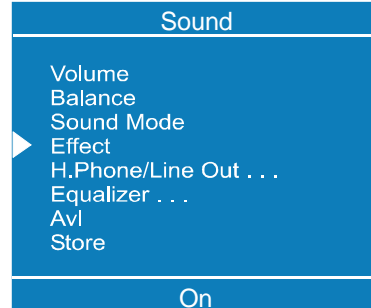 Sound
Volume
Balance
Sound Mode
Effect
H.Phone/Line Out . . .
Equalizer . . .
Avl
Store
On